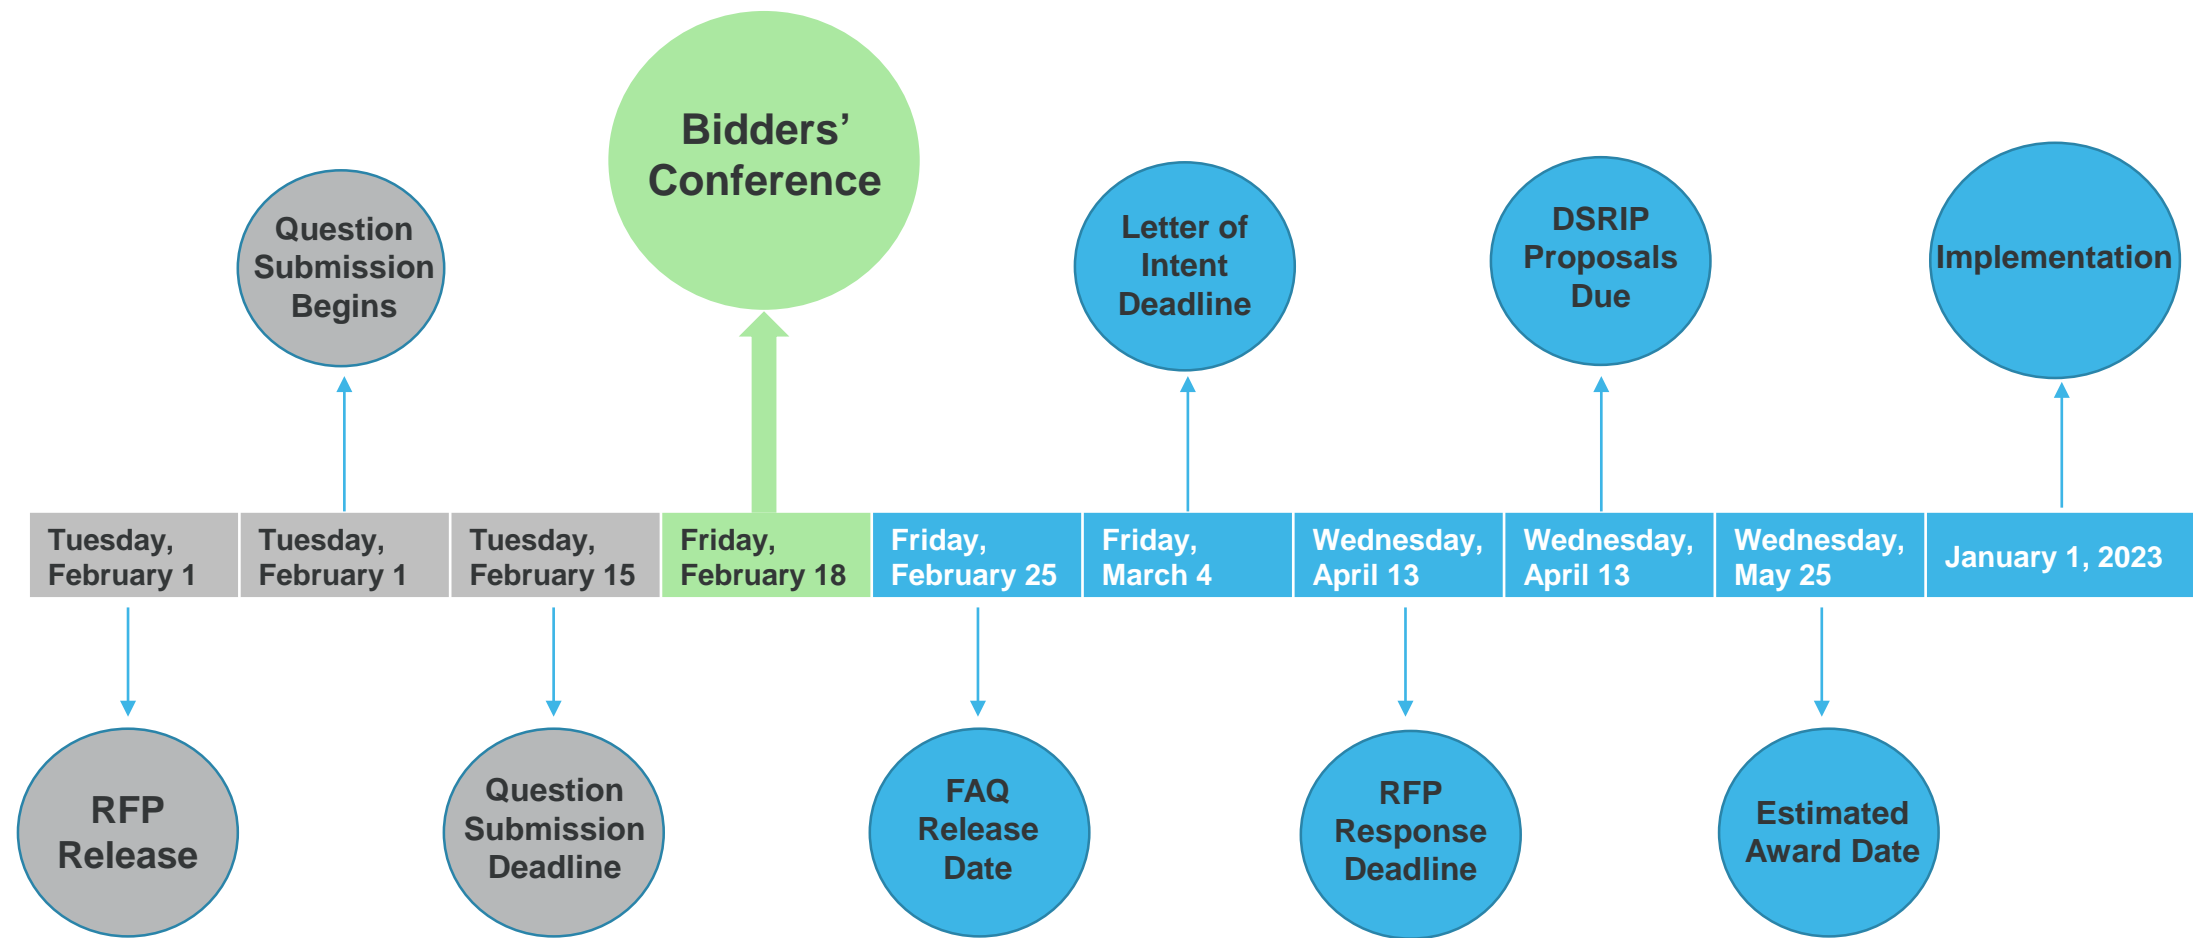 Bidders’
Conference
Question
Submission
Begins
Letter of
Intent
Deadline
DSRIP
Proposals
Due
Implementation
Tuesday,
February 1
Tuesday,
February 1
Tuesday,
February 15
Friday,
February 18
Friday,
February 25
Friday,
March 4
Wednesday,
April 13
Wednesday,
April 13
Wednesday,
May 25
January 1, 2023
RFP
Release
Question
Submission
Deadline
FAQ
Release
Date
RFP
Response
Deadline
Estimated
Award Date